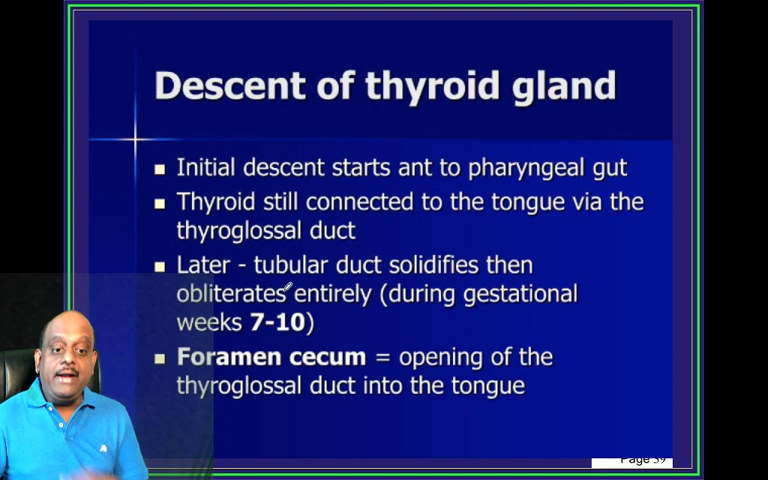 Descent of thyroid gland
Initial descent starts ant to pharyngeal gut
Thyroid still connected to the tongue via the
thyroglossal duct
Later - tubular duct solidifies then
obliterates entirely (during gestational
weeks 7-10)
Foramen cecum = opening of the
thyroglossal duct into the tongue
Page 39